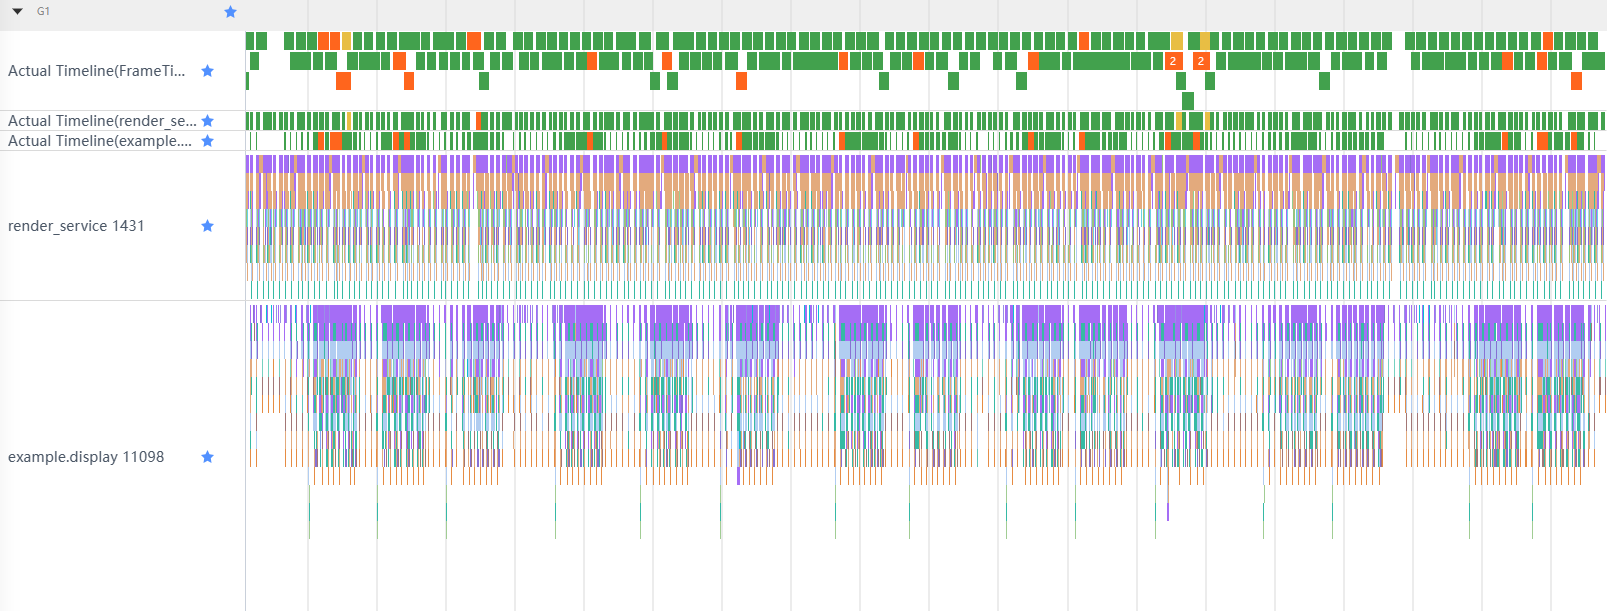 G1
Actual Timeline(FrameTi...
2 2
Actual Timeline(render_se...
Actual Timeline(example....
render_service 1431
example.display 11098